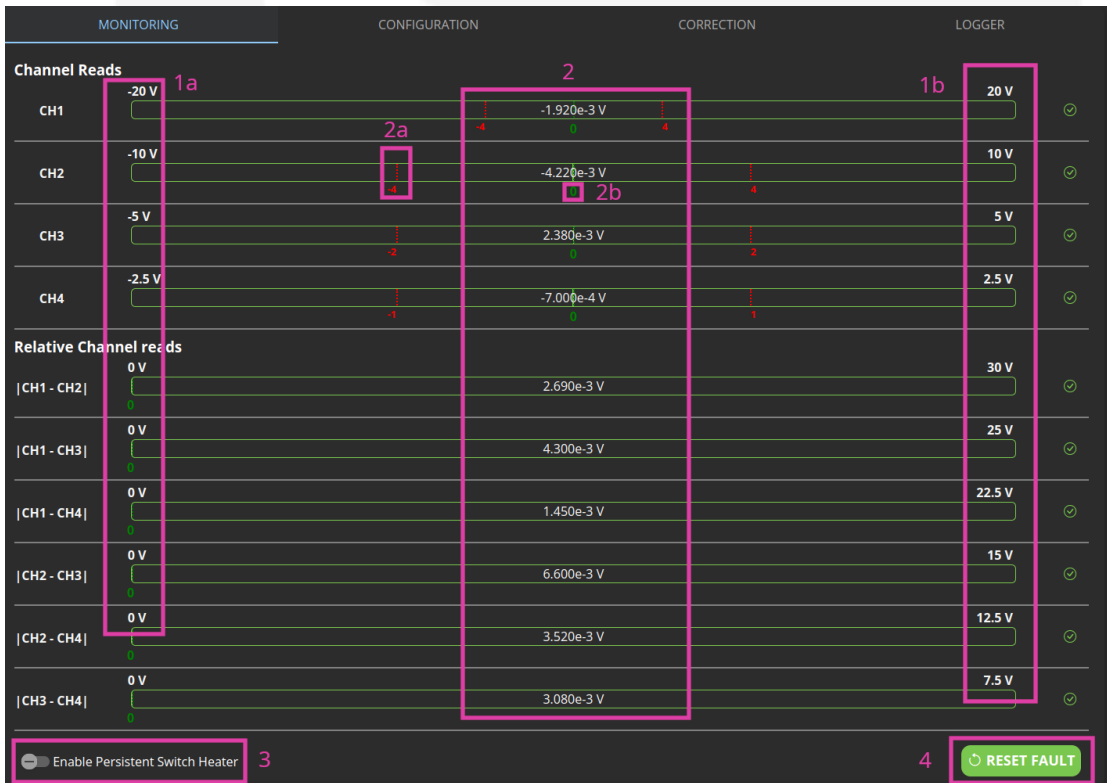 MONITORING CONFIGURATION CORRECTION LOGGER
Channel Reads 2
-20 V 1a 1b 20 V
CH1 -1.920e-3 V
-4 0 4
2a
-10 V 10 V
CH2 -4.220e-3 V
-4 0 2b 4
-5 V 5 V
CH3 2.380e-3 V
-2 0 2
-2.5 V 2.5 V
CH4 -7.000e-4 V
-1 0 1
Relative Channel reads
0 V 30 V
|CH1 - CH2| 2.690e-3 V
0
0 V 25 V
|CH1 - CH3| 4.300e-3 V
0
0 V 22.5 V
|CH1 - CH4| 1.450e-3 V
0
0 V 15 V
|CH2 - CH3| 6.600e-3 V
0
0 V 12.5 V
|CH2 - CH4| 3.520e-3 V
0
0 V 7.5 V
|CH3 - CH4| 3.080e-3 V
0
Enable Persistent Switch Heater 3 4 RESET FAULT